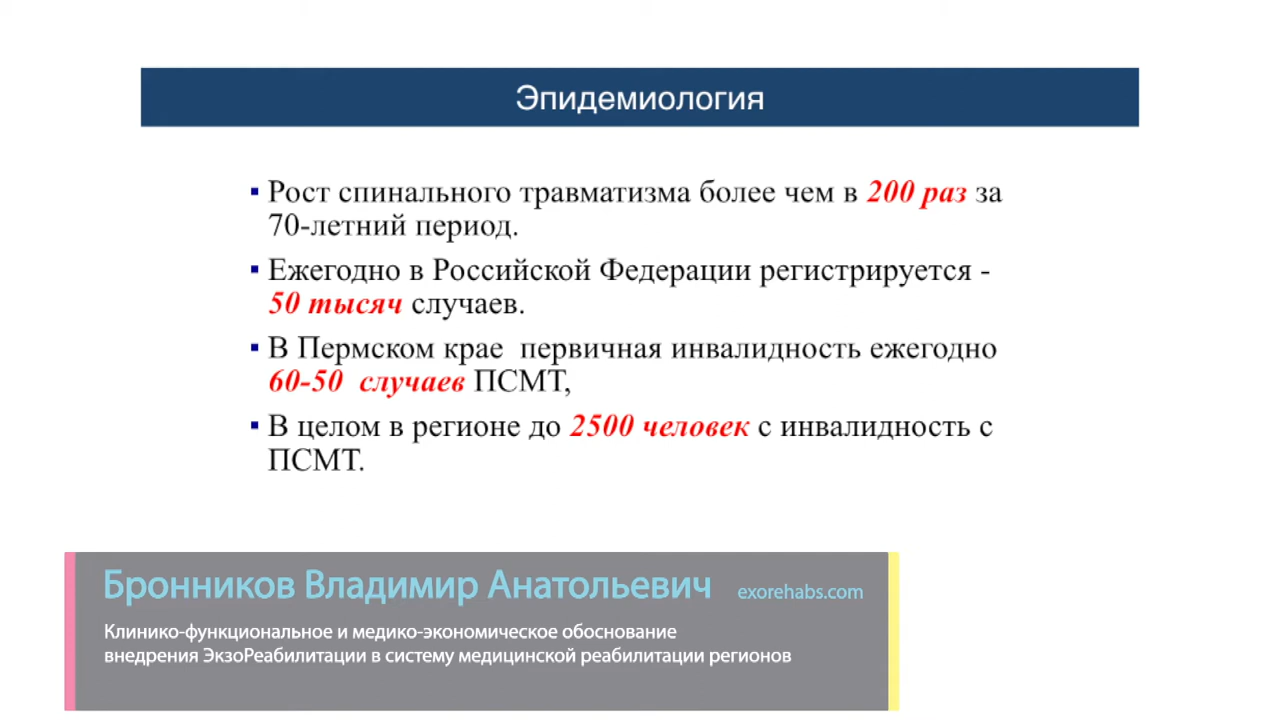 Эпидемиология
▪ Рост спинального травматизма более чем в 200 раз за
70-летний период.
▪ Ежегодно в Российской Федерации регистрируется -
50 тысяч случаев.
▪ В Пермском крае первичная инвалидность ежегодно
60-50 случаев ПСМТ,
▪ В целом в регионе до 2500 человек с инвалидность с
ПСМТ.
Бронников Владимир Анатольевич exorehabs.com
Клинико-функциональное и медико-экономическое обоснование
внедрения ЭкзоРеабилитации в систему медицинской реабилитации регионов